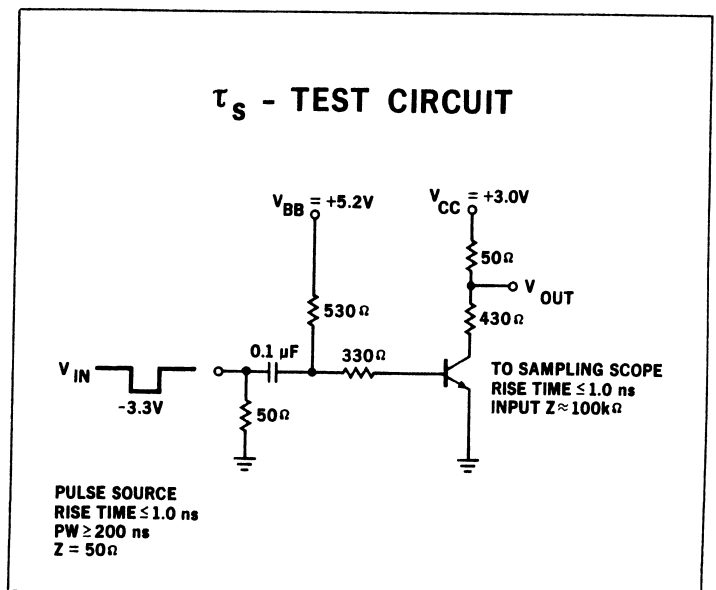 τS – TEST CIRCUIT
VBB = +5.2V
VCC = +3.0V
50Ω
VOUT
530Ω
430Ω
0.1 µF
330Ω
VIN
-3.3V
50Ω
TO SAMPLING SCOPE
RISE TIME ≤ 1.0 ns
INPUT Z ≈ 100kΩ
PULSE SOURCE
RISE TIME ≤ 1.0 ns
PW ≥ 200 ns
Z = 50Ω